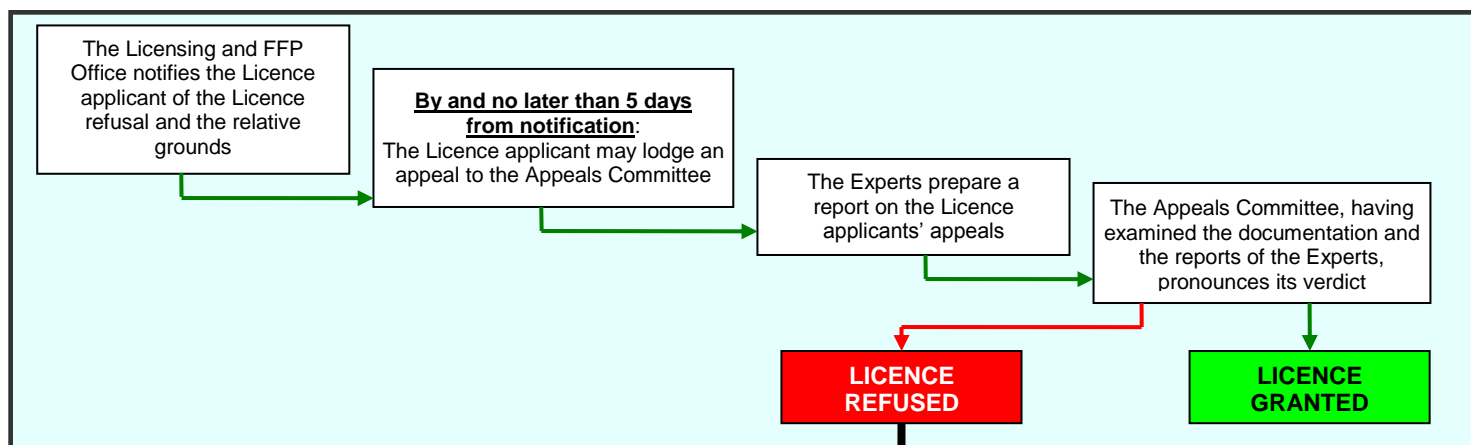 The Licensing and FFP
Office notifies the Licence
applicant of the Licence
refusal and the relative
grounds
By and no later than 5 days
from notification:
The Licence applicant may lodge an
appeal to the Appeals Committee
The Experts prepare a
report on the Licence
applicants’ appeals
The Appeals Committee, having
examined the documentation and
the reports of the Experts,
pronounces its verdict
LICENCE
REFUSED
LICENCE
GRANTED